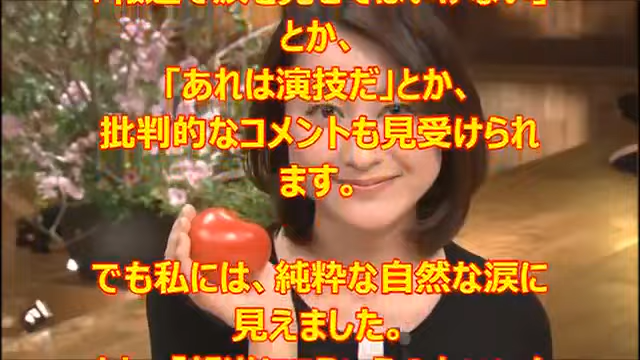 とか、
「あれは演技だ」とか、
批判的なコメントも見受けられ
ます。
でも私には、純粋な自然な涙に
見えました。